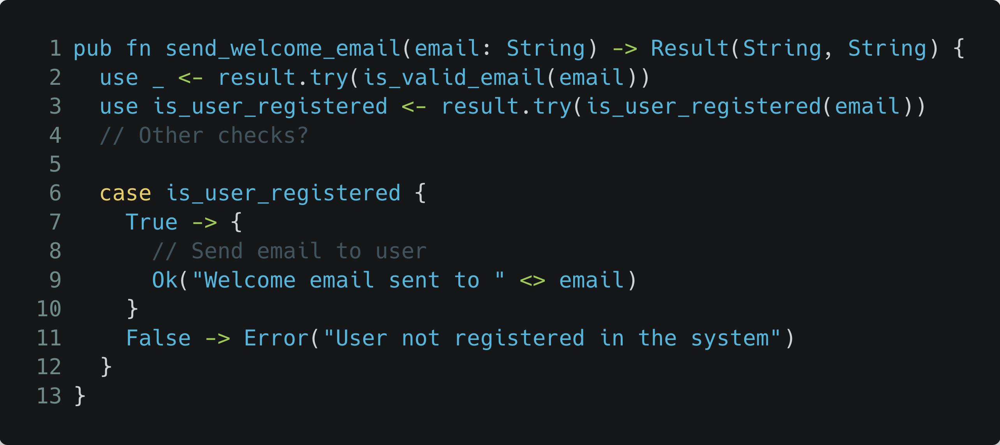 1 pub fn send_welcome_email(email: String) -> Result(String, String) {
2   use _ <- result.try(is_valid_email(email))
3   use is_user_registered <- result.try(is_user_registered(email))
4   // Other checks?
5
6   case is_user_registered {
7     True -> {
8       // Send email to user
9       Ok("Welcome email sent to " <> email)
10     }
11     False -> Error("User not registered in the system")
12   }
13 }